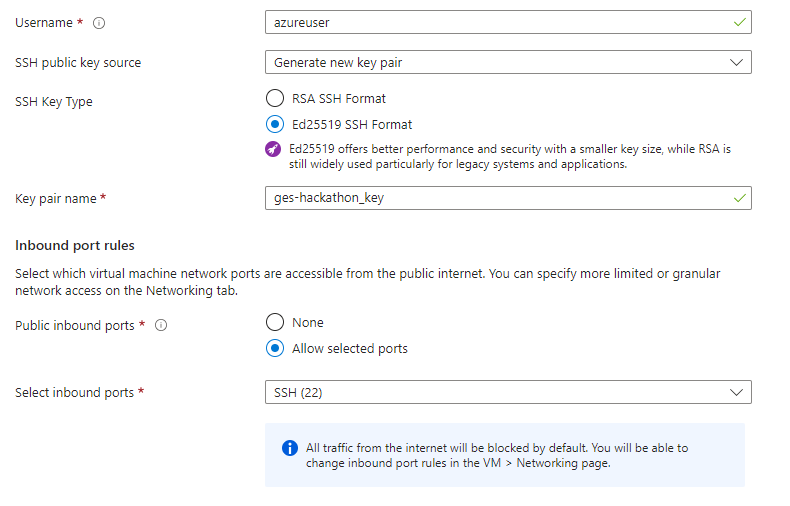 Username *
azureuser
SSH public key source
Generate new key pair
SSH Key Type
RSA SSH Format
Ed25519 SSH Format
Ed25519 offers better performance and security with a smaller key size, while RSA is
still widely used particularly for legacy systems and applications.
Key pair name *
ges-hackathon_key
Inbound port rules
Select which virtual machine network ports are accessible from the public internet. You can specify more limited or granular
network access on the Networking tab.
Public inbound ports *
None
Allow selected ports
Select inbound ports *
SSH (22)
All traffic from the internet will be blocked by default. You will be able to
change inbound port rules in the VM > Networking page.